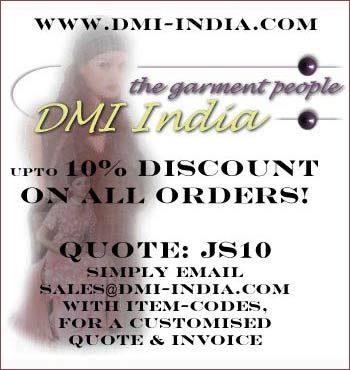 WWW.DMI-INDIA.COM
the garment people
DMI India
UPTO 10% DISCOUNT
ON ALL ORDERS!
QUOTE: JS10
SIMPLY EMAIL
SALES@DMI-INDIA.COM
WITH ITEM-CODES,
FOR A CUSTOMISED
QUOTE & INVOICE